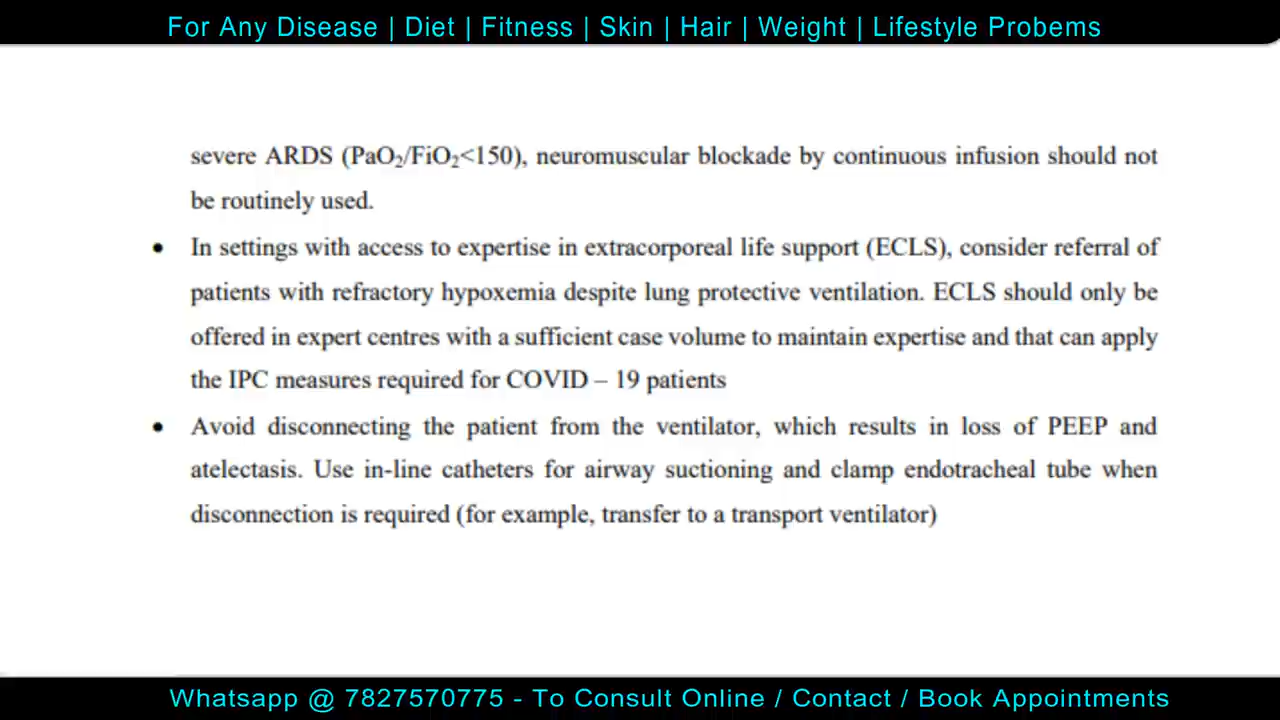 For Any Disease | Diet | Fitness | Skin | Hair | Weight | Lifestyle Probems
severe ARDS (PaO₂/FiO₂<150), neuromuscular blockade by continuous infusion should not
be routinely used.
• In settings with access to expertise in extracorporeal life support (ECLS), consider referral of
patients with refractory hypoxemia despite lung protective ventilation. ECLS should only be
offered in expert centres with a sufficient case volume to maintain expertise and that can apply
the IPC measures required for COVID – 19 patients
• Avoid disconnecting the patient from the ventilator, which results in loss of PEEP and
atelectasis. Use in-line catheters for airway suctioning and clamp endotracheal tube when
disconnection is required (for example, transfer to a transport ventilator)
Whatsapp @ 7827570775 - To Consult Online / Contact / Book Appointments